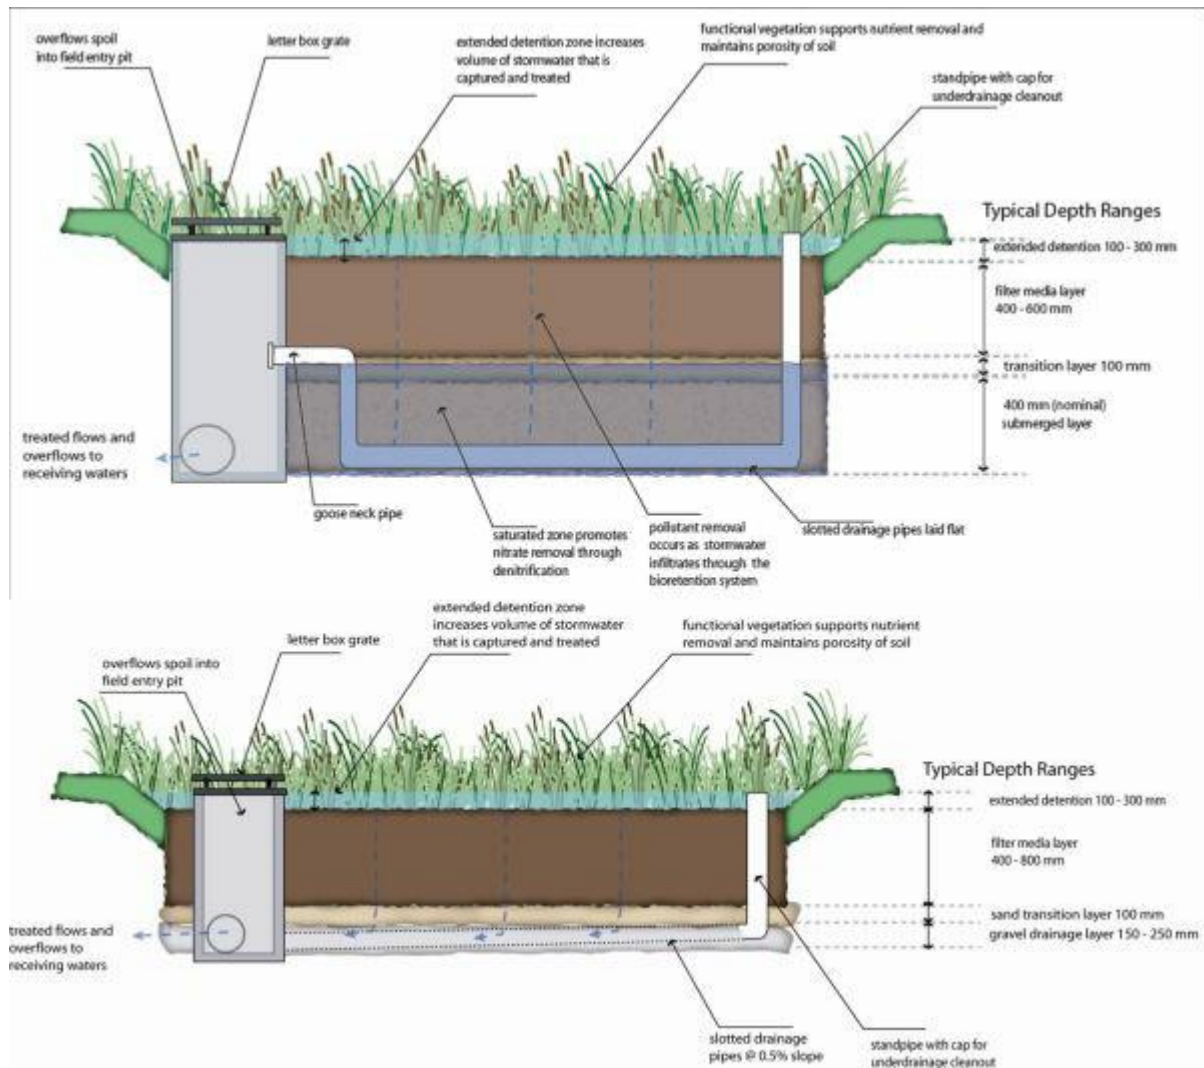 overflows spoil
into field entry pit
letter box grate
extended detention zone increases
volume of stormwater that is
captured and treated
functional vegetation supports nutrient removal and
maintains porosity of soil
standpipe with cap for
underdrainage cleanout
Typical Depth Ranges
extended detention 100 - 300 mm
filter media layer
400 - 600 mm
transition layer 100 mm
400 mm (nominal)
submerged layer
treated flows and
overflows to
receiving waters
goose neck pipe
saturated zone promotes
nitrate removal through
denitrification
pollutant removal
occurs as stormwater
infiltrates through the
bioretention system
slotted drainage pipes laid flat
extended detention zone
increases volume of stormwater
that is captured and treated
functional vegetation supports nutrient
removal and maintains porosity of soil
letter box grate
overflows spoil into
field entry pit
Typical Depth Ranges
extended detention 100 - 300 mm
filter media layer
400 - 800 mm
sand transition layer 100 mm
gravel drainage layer 150 - 250 mm
treated flows and
overflows to
receiving waters
slotted drainage
pipes @ 0.5% slope
standpipe with cap for
underdrainage cleanout